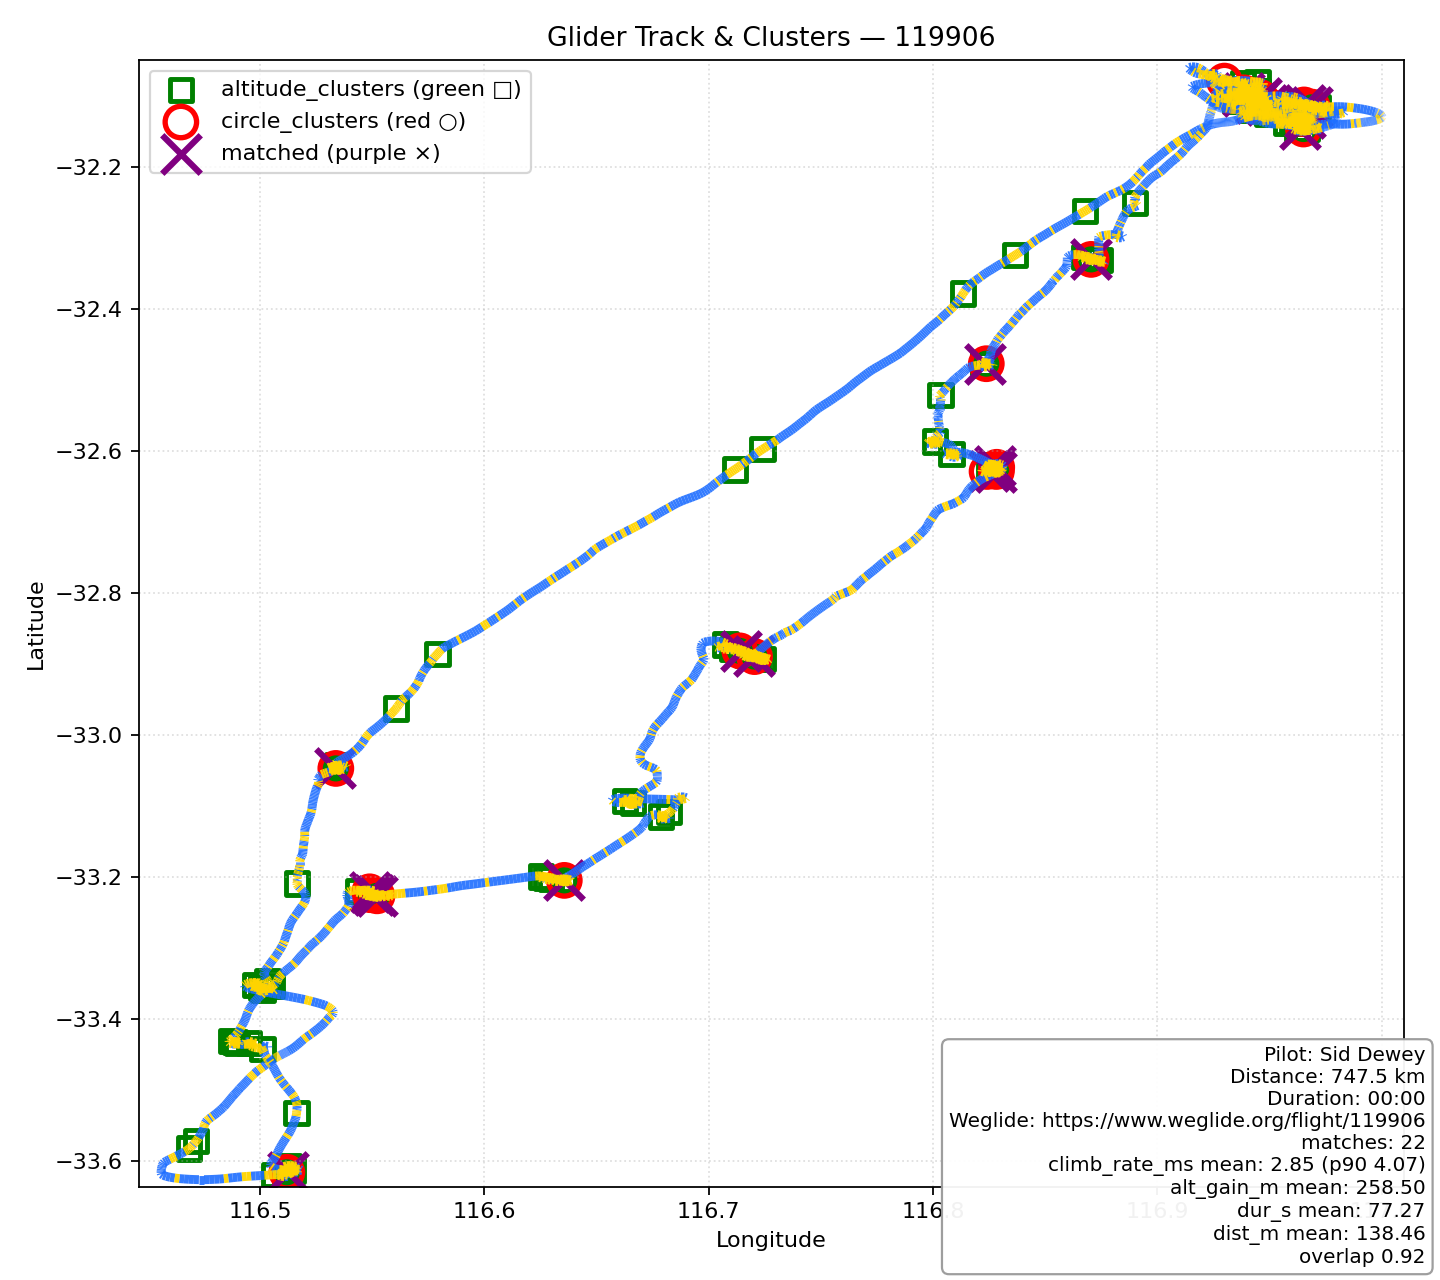 Glider Track & Clusters — 119906
altitude_clusters (green □)
circle_clusters (red ○)
matched (purple ×)
Latitude
−32.2
−32.4
−32.6
−32.8
−33.0
−33.2
−33.4
−33.6
116.5
116.6
116.7
116.8
116.9
Longitude
Pilot: Sid Dewey
Distance: 747.5 km
Duration: 00:00
Weglide: https://www.weglide.org/flight/119906
matches: 22
climb_rate_ms mean: 2.85 (p90 4.07)
alt_gain_m mean: 258.50
dur_s mean: 77.27
dist_m mean: 138.46
overlap 0.92